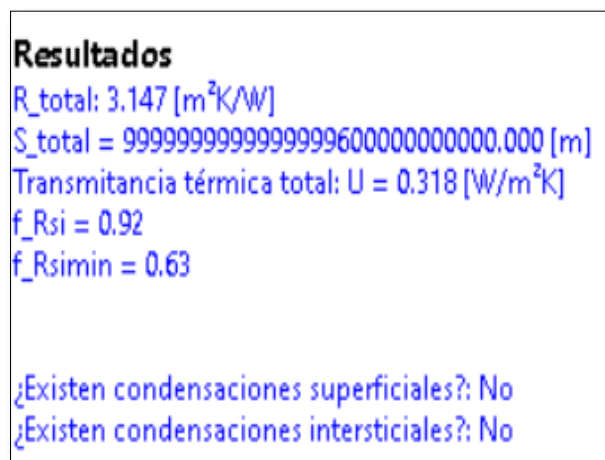 Resultados
R_total: 3.147 [m²K/W]
S_total = 9999999999999999600000000000.000 [m]
Transmitancia térmica total: U = 0.318 [W/m²K]
f_Rsi = 0.92
f_Rsimin = 0.63
¿Existen condensaciones superficiales?: No
¿Existen condensaciones intersticiales?: No